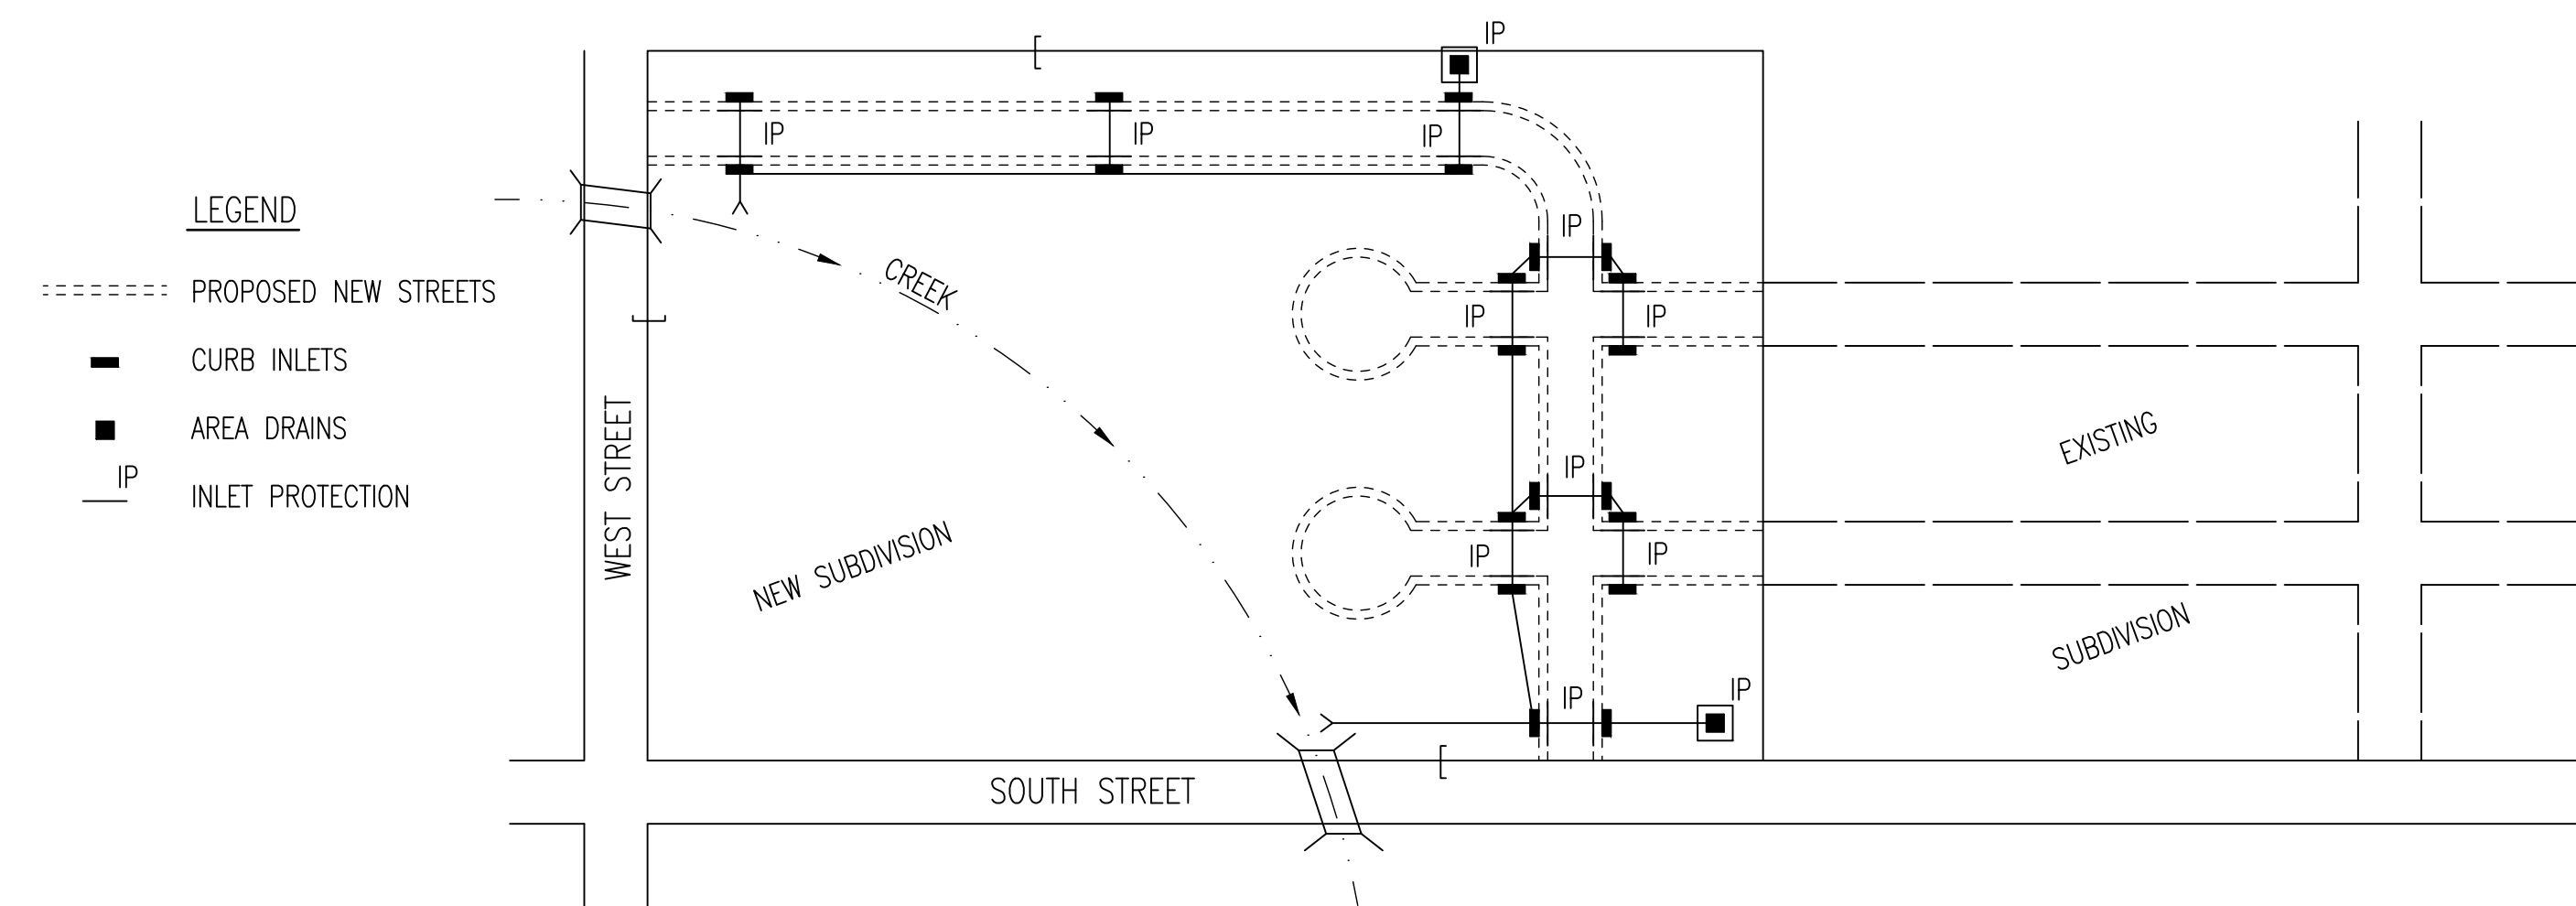 IP
IP
IP
IP
LEGEND
IP
CREEK
PROPOSED NEW STREETS
IP
IP
CURB INLETS
AREA DRAINS
EXISTING
IP
INLET PROTECTION
WEST STREET
IP
NEW SUBDIVISION
IP
IP
SUBDIVISION
IP
IP
SOUTH STREET